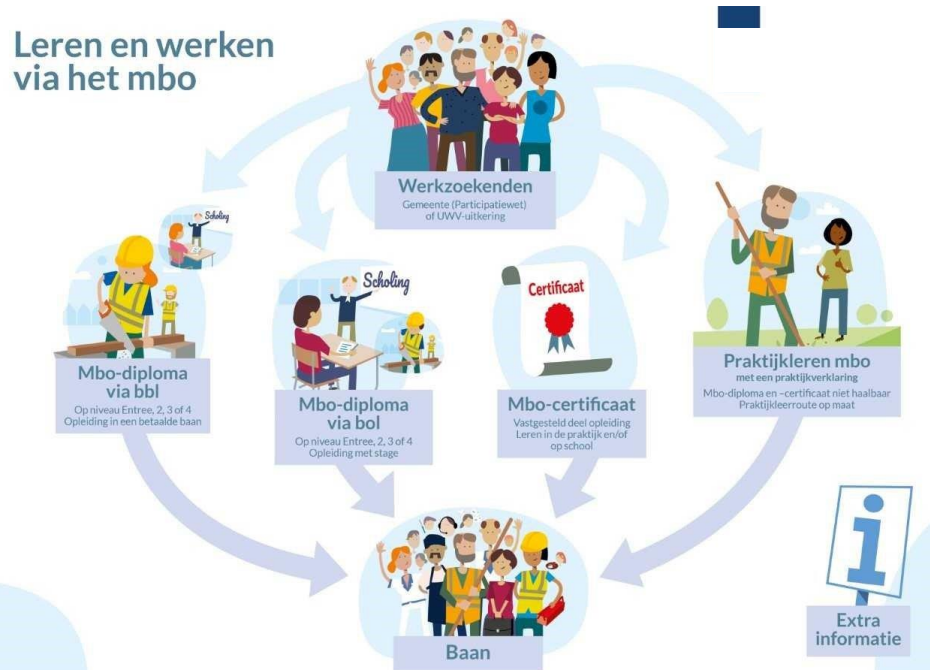 Leren en werken
via het mbo
Werkzoekenden
Gemeente (Participatiewet)
of UWV-uitkering
Scholing
Mbo-diploma
via bbl
Op niveau Entree, 2, 3 of 4
Opleiding in een betaalde baan
Scholing
Mbo-diploma
via bol
Op niveau Entree, 2, 3 of 4
Opleiding met stage
Certificaat
Mbo-certificaat
Vastgesteld deel opleiding
Leren in de praktijk en/of
op school
Praktijkleren mbo
met een praktijkverklaring
Mbo-diploma en –certificaat niet haalbaar
Praktijkleerroute op maat
Baan
i
Extra
informatie